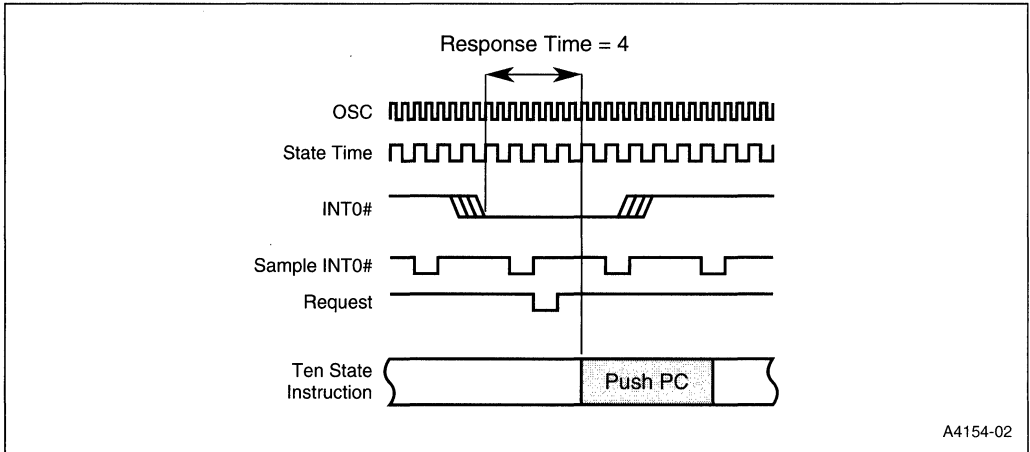 Response Time = 4
OSC
State Time
INT0#
Sample INT0#
Request
Ten State
Instruction
Push PC
A4154-02